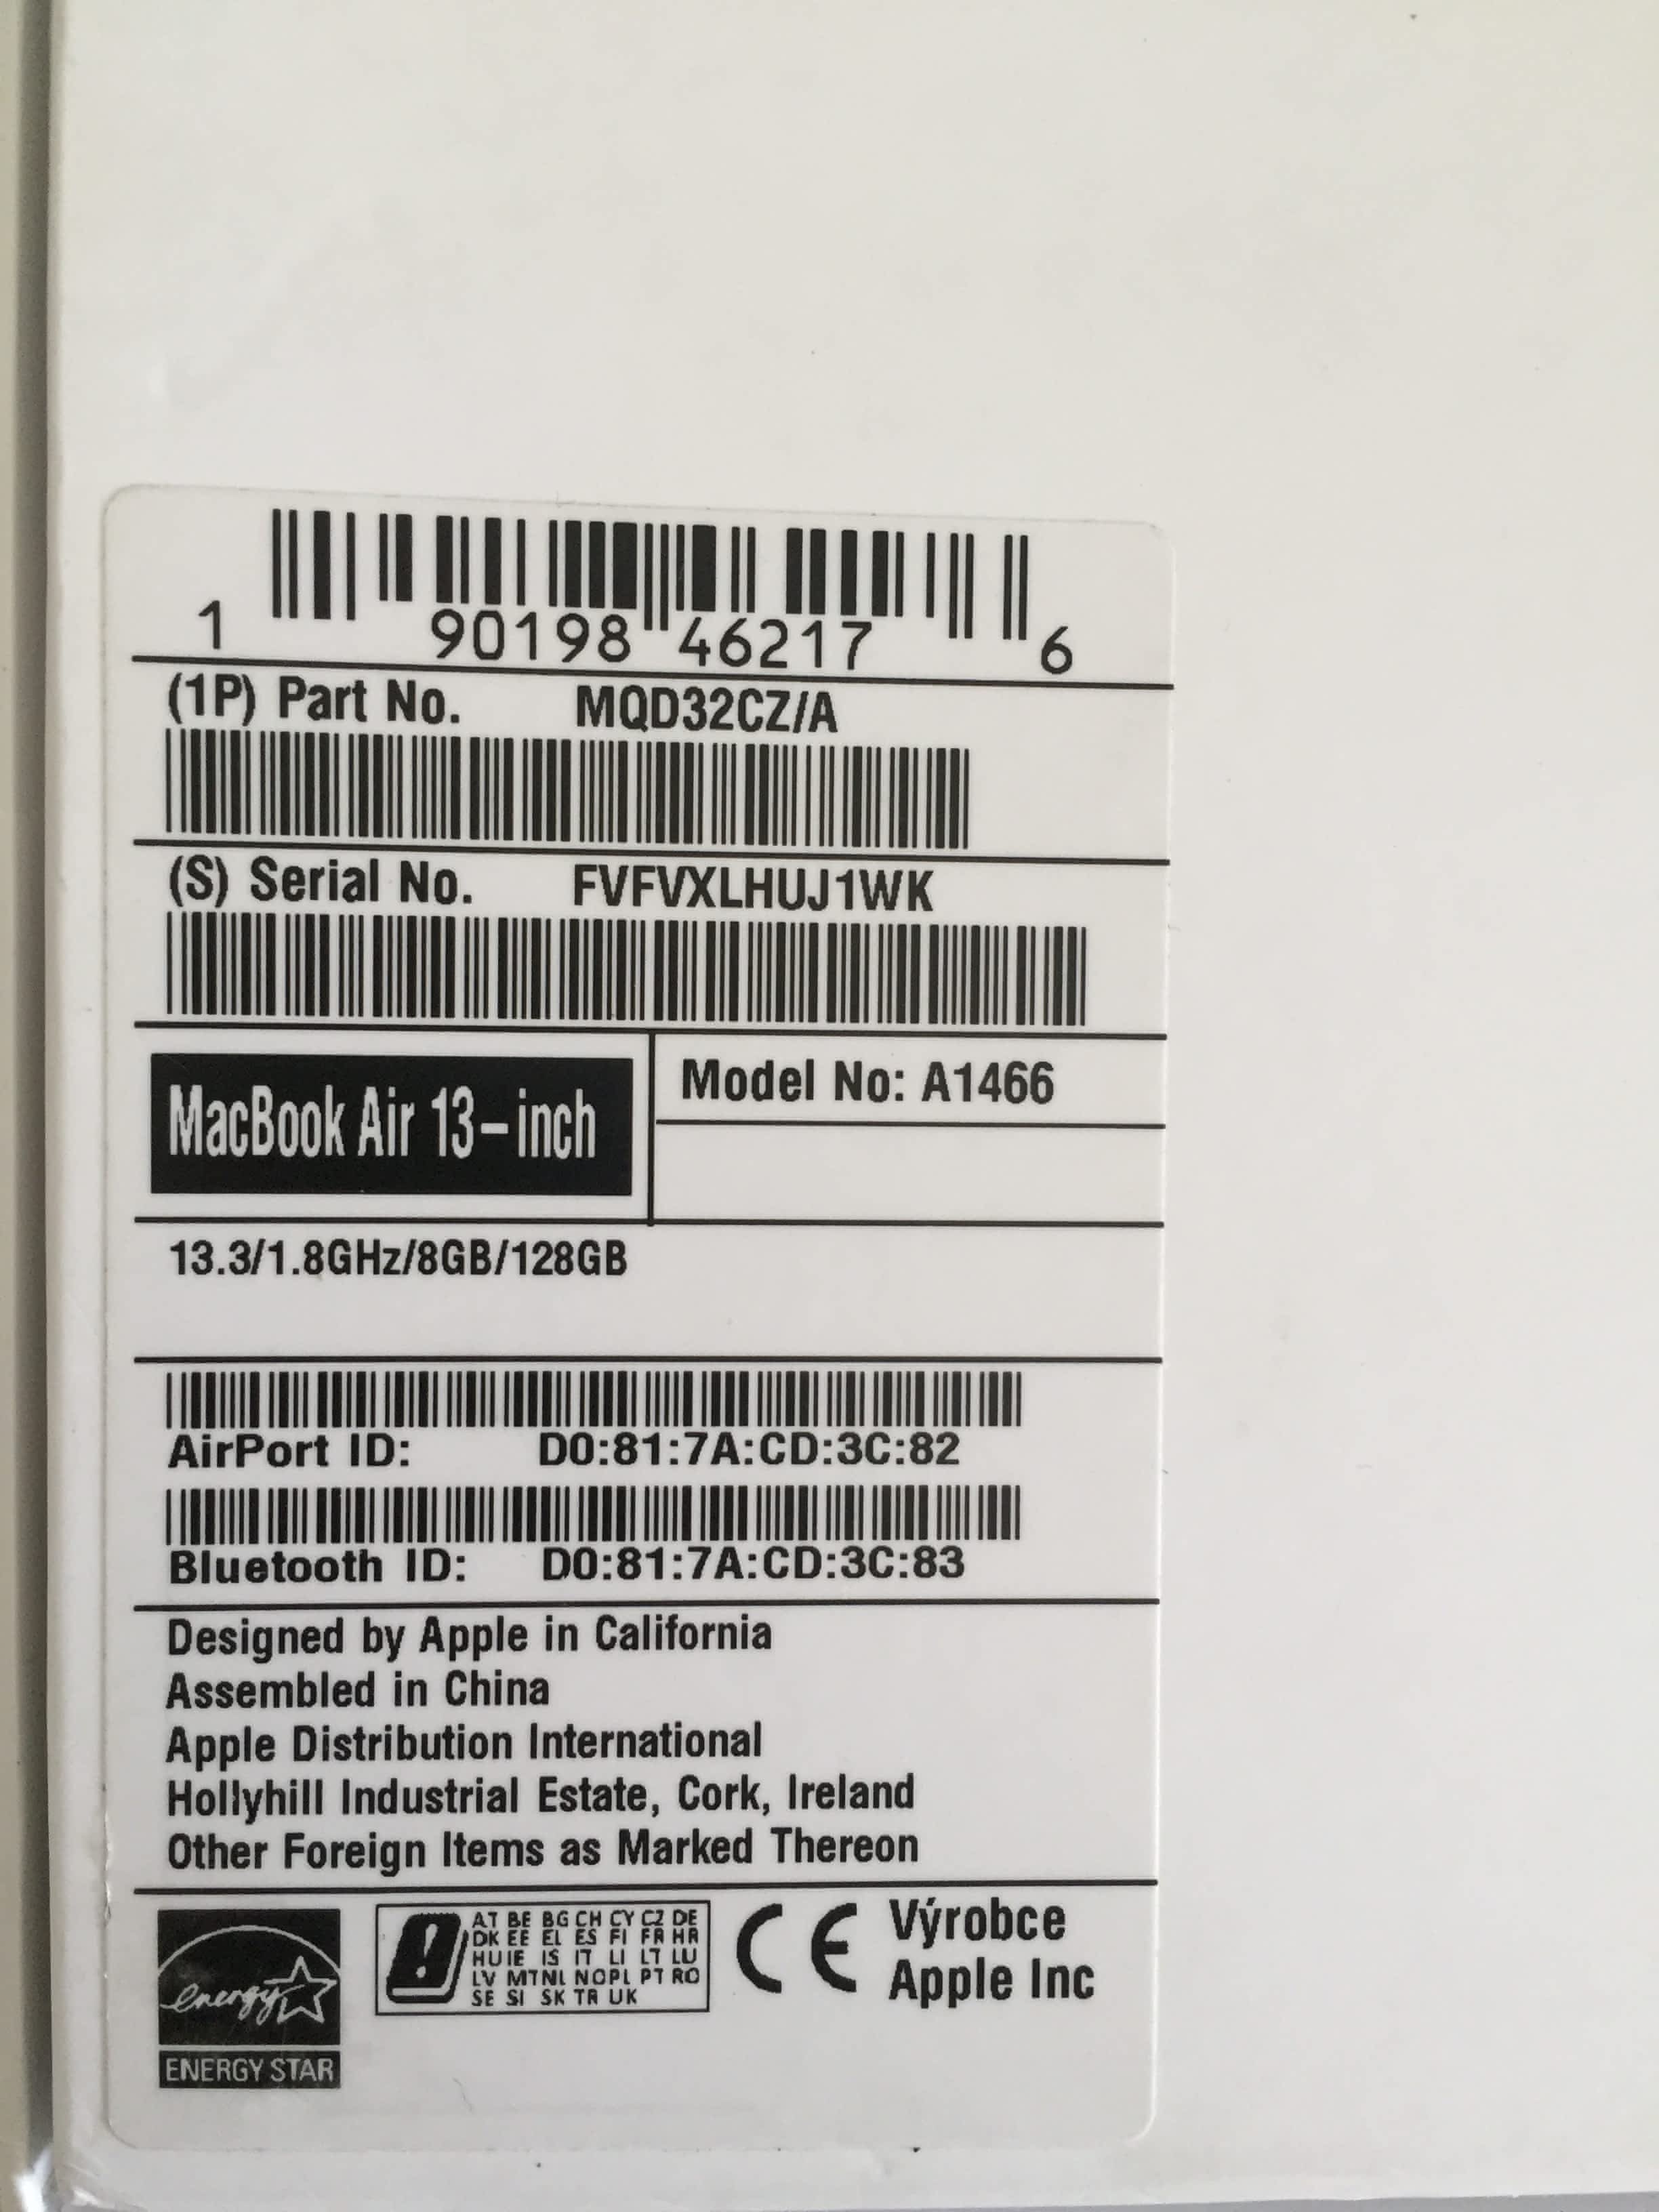 1 90198 46217 6
(1P) Part No. MQD32CZ/A
(S) Serial No. FVFVXLHUJ1WK
MacBook Air 13-inch
Model No: A1466
13.3/1.8GHz/8GB/128GB
AirPort ID: D0:81:7A:CD:3C:82
Bluetooth ID: D0:81:7A:CD:3C:83
Designed by Apple in California
Assembled in China
Apple Distribution International
Hollyhill Industrial Estate, Cork, Ireland
Other Foreign Items as Marked Thereon
energy
ENERGY STAR
AT BE BG CH CY CZ DE
DK EE EL ES FI FR HR
HU IE IS IT LI LT LU
LV MT NL NO PL PT RO
SE SI SK TR UK
CE
Výrobce
Apple Inc